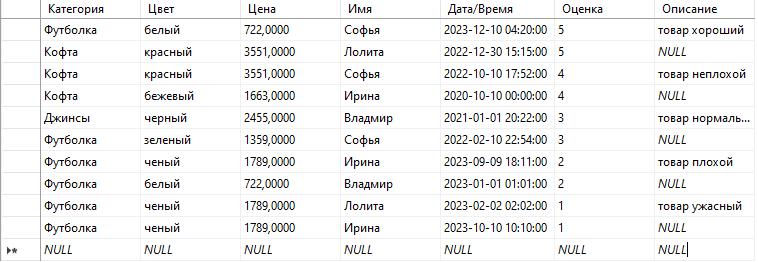 Категория Цвет Цена Имя Дата/Время Оценка Описание
Футболка белый 722,0000 Софья 2023-12-10 04:20:00 5 товар хороший
Кофта красный 3551,0000 Лолита 2022-12-30 15:15:00 5 NULL
Кофта красный 3551,0000 Софья 2022-10-10 17:52:00 4 товар неплохой
Кофта бежевый 1663,0000 Ирина 2020-10-10 00:00:00 4 NULL
Джинсы черный 2455,0000 Владмир 2021-01-01 20:22:00 3 товар нормаль...
Футболка зеленый 1359,0000 Софья 2022-02-10 22:54:00 3 NULL
Футболка ченый 1789,0000 Ирина 2023-09-09 18:11:00 2 товар плохой
Футболка белый 722,0000 Владмир 2023-01-01 01:01:00 2 NULL
Футболка ченый 1789,0000 Лолита 2023-02-02 02:02:00 1 товар ужасный
Футболка ченый 1789,0000 Ирина 2023-10-10 10:10:00 1 NULL
NULL NULL NULL NULL NULL NULL NULL